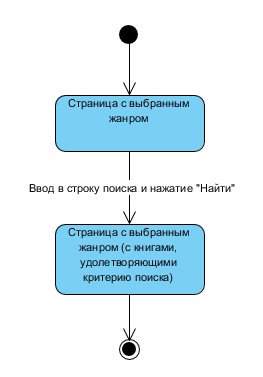 Страница с выбранным
жанром
Ввод в строку поиска и нажатие "Найти"
Страница с выбранным
жанром (с книгами,
удолетворяющими
критерию поиска)